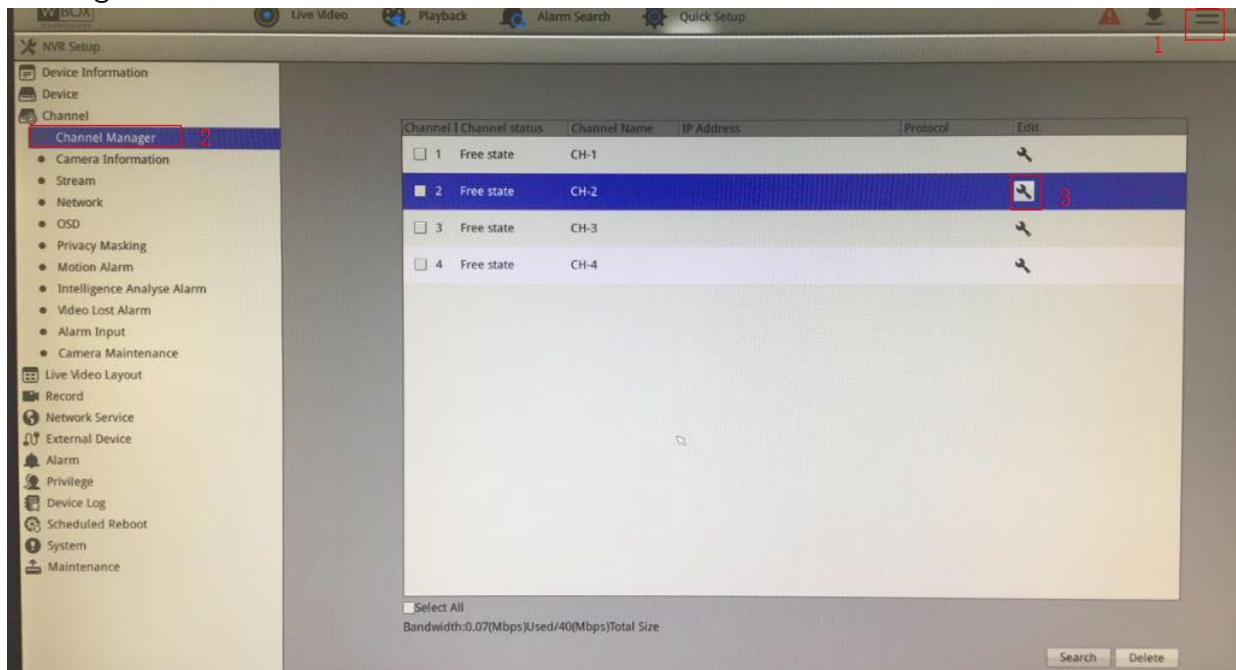 W BOX
Live Video Playback Alarm Search Quick Setup
1
NVR Setup
Device Information
Device
Channel
Channel Manager 2
Camera Information
Stream
Network
OSD
Privacy Masking
Motion Alarm
Intelligence Analyse Alarm
Video Lost Alarm
Alarm Input
Camera Maintenance
Live Video Layout
Record
Network Service
External Device
Alarm
Privilege
Device Log
Scheduled Reboot
System
Maintenance
Channel I Channel status Channel Name IP Address Protocol Edit
1 Free state CH-1
2 Free state CH-2 3
3 Free state CH-3
4 Free state CH-4
Select All
Bandwidth:0.07(Mbps)Used/40(Mbps)Total Size
Search Delete